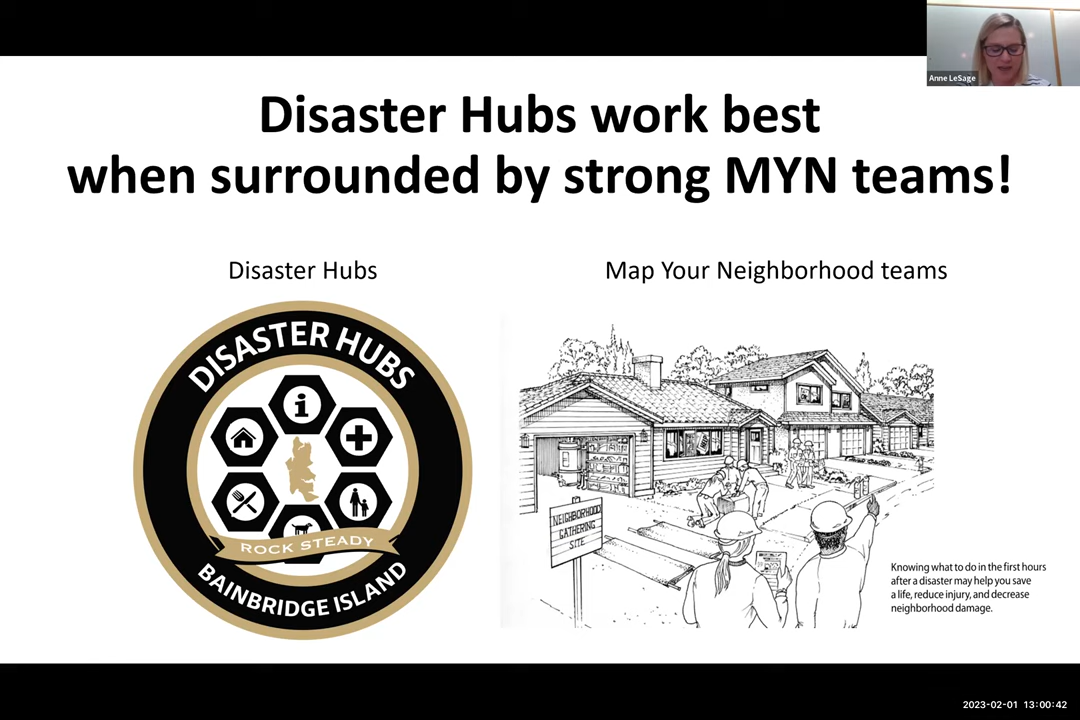 Anne LeSage
Disaster Hubs work best
when surrounded by strong MYN teams!
Disaster Hubs
Map Your Neighborhood teams
DISASTER HUBS
i
ROCK STEADY
BAINBRIDGE ISLAND
NEIGHBORHOOD
GATHERING
SITE
Knowing what to do in the first hours
after a disaster may help you save
a life, reduce injury, and decrease
neighborhood damage.
2023-02-01 13:00:42